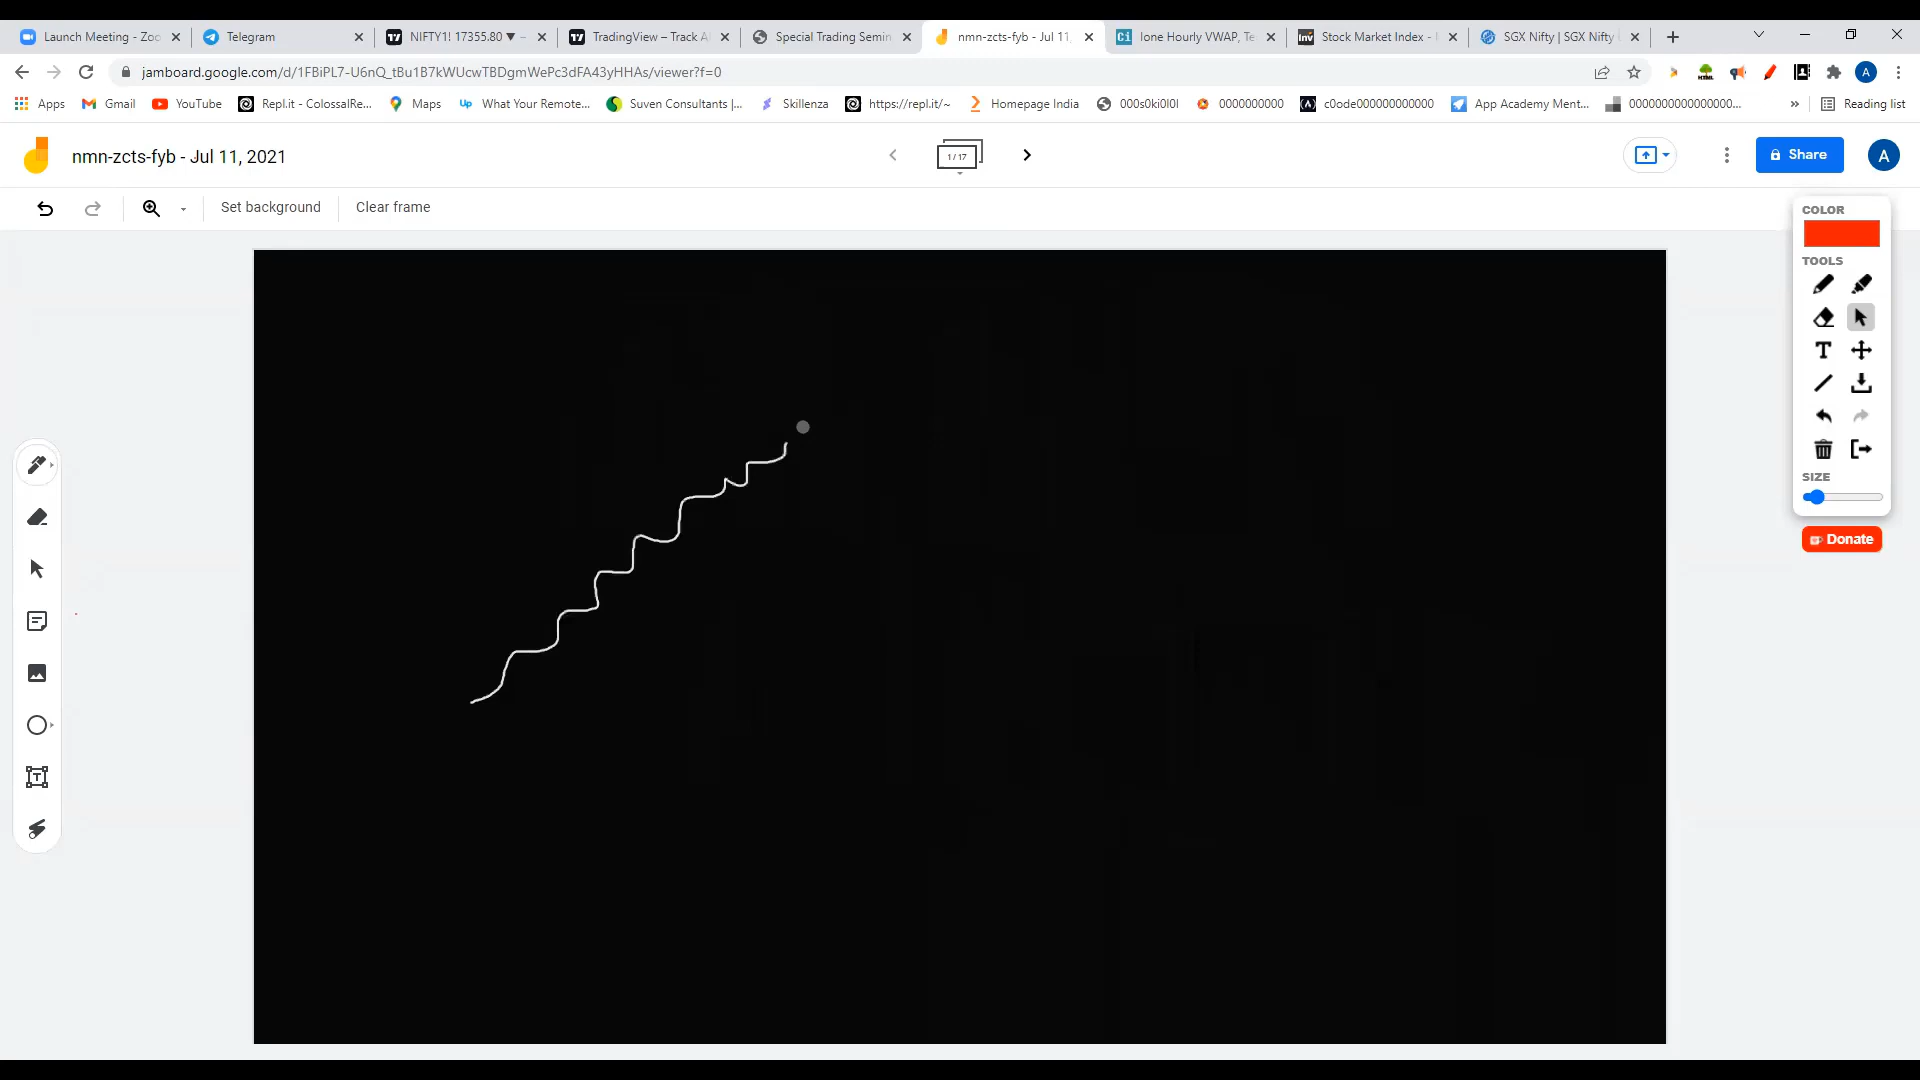 Launch Meeting - Zoo
Telegram
NIFTY1! 17355.80 ▼ −
TradingView – Track A
Special Trading Semin
nmn-zcts-fyb - Jul 11,
Ione Hourly VWAP, Te
Stock Market Index -
SGX Nifty | SGX Nifty
jamboard.google.com/d/1FBiPL7-U6nQ_tBu1B7kWUcwTBDgmWePc3dFA43yHHAs/viewer?f=0
Apps
Gmail
YouTube
Repl.it - ColossalRe...
Maps
Up
What Your Remote...
Suven Consultants |...
Skillenza
https://repl.it/~
Homepage India
000s0ki0l0l
0000000000
c0ode000000000000
App Academy Ment...
0000000000000000...
»
Reading list
nmn-zcts-fyb - Jul 11, 2021
1 / 17
Share
A
Set background
Clear frame
COLOR
TOOLS
SIZE
Donate